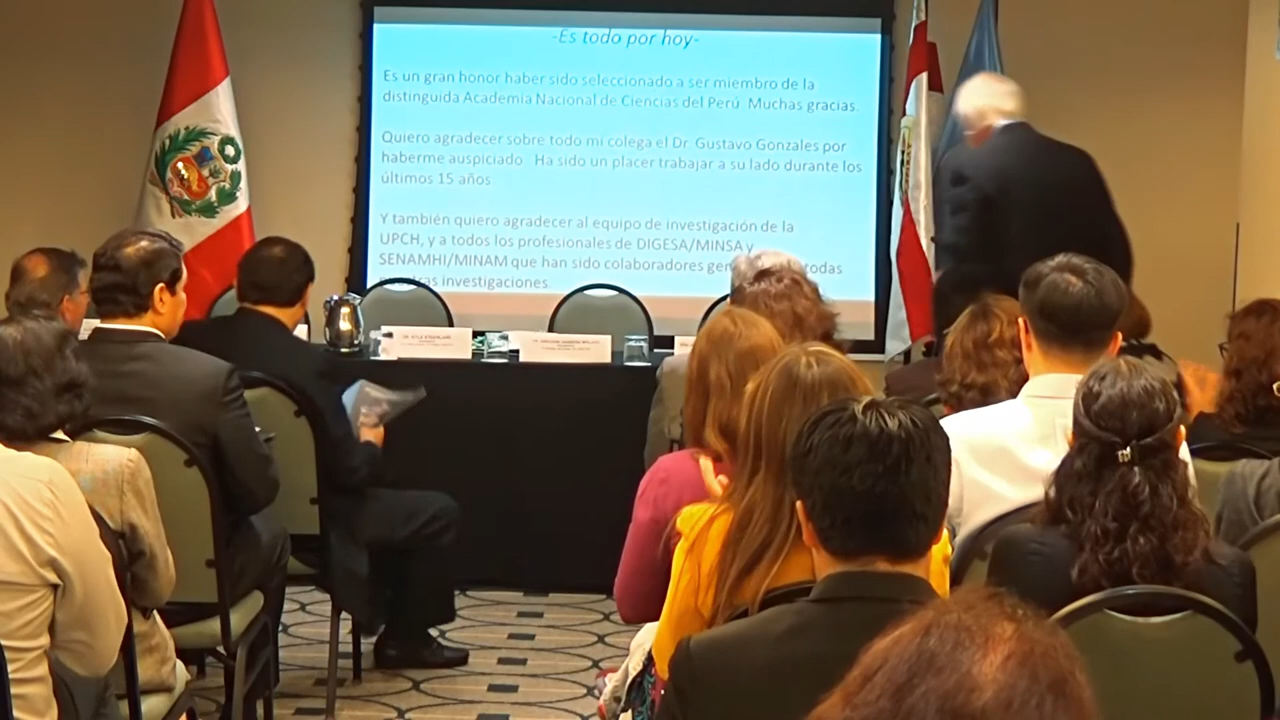 -Es todo por hoy-
Es un gran honor haber sido seleccionado a ser miembro de la
distinguida Academia Nacional de Ciencias del Perú. Muchas gracias.
Quiero agradecer sobre todo mi colega el Dr. Gustavo Gonzales por
haberme auspiciado. Ha sido un placer trabajar a su lado durante los
últimos 15 años
Y también quiero agradecer al equipo de investigación de la
UPCH, y a todos los profesionales de DIGESA/MINSA y
SENAMHI/MINAM que han sido colaboradores todas
investigaciones.